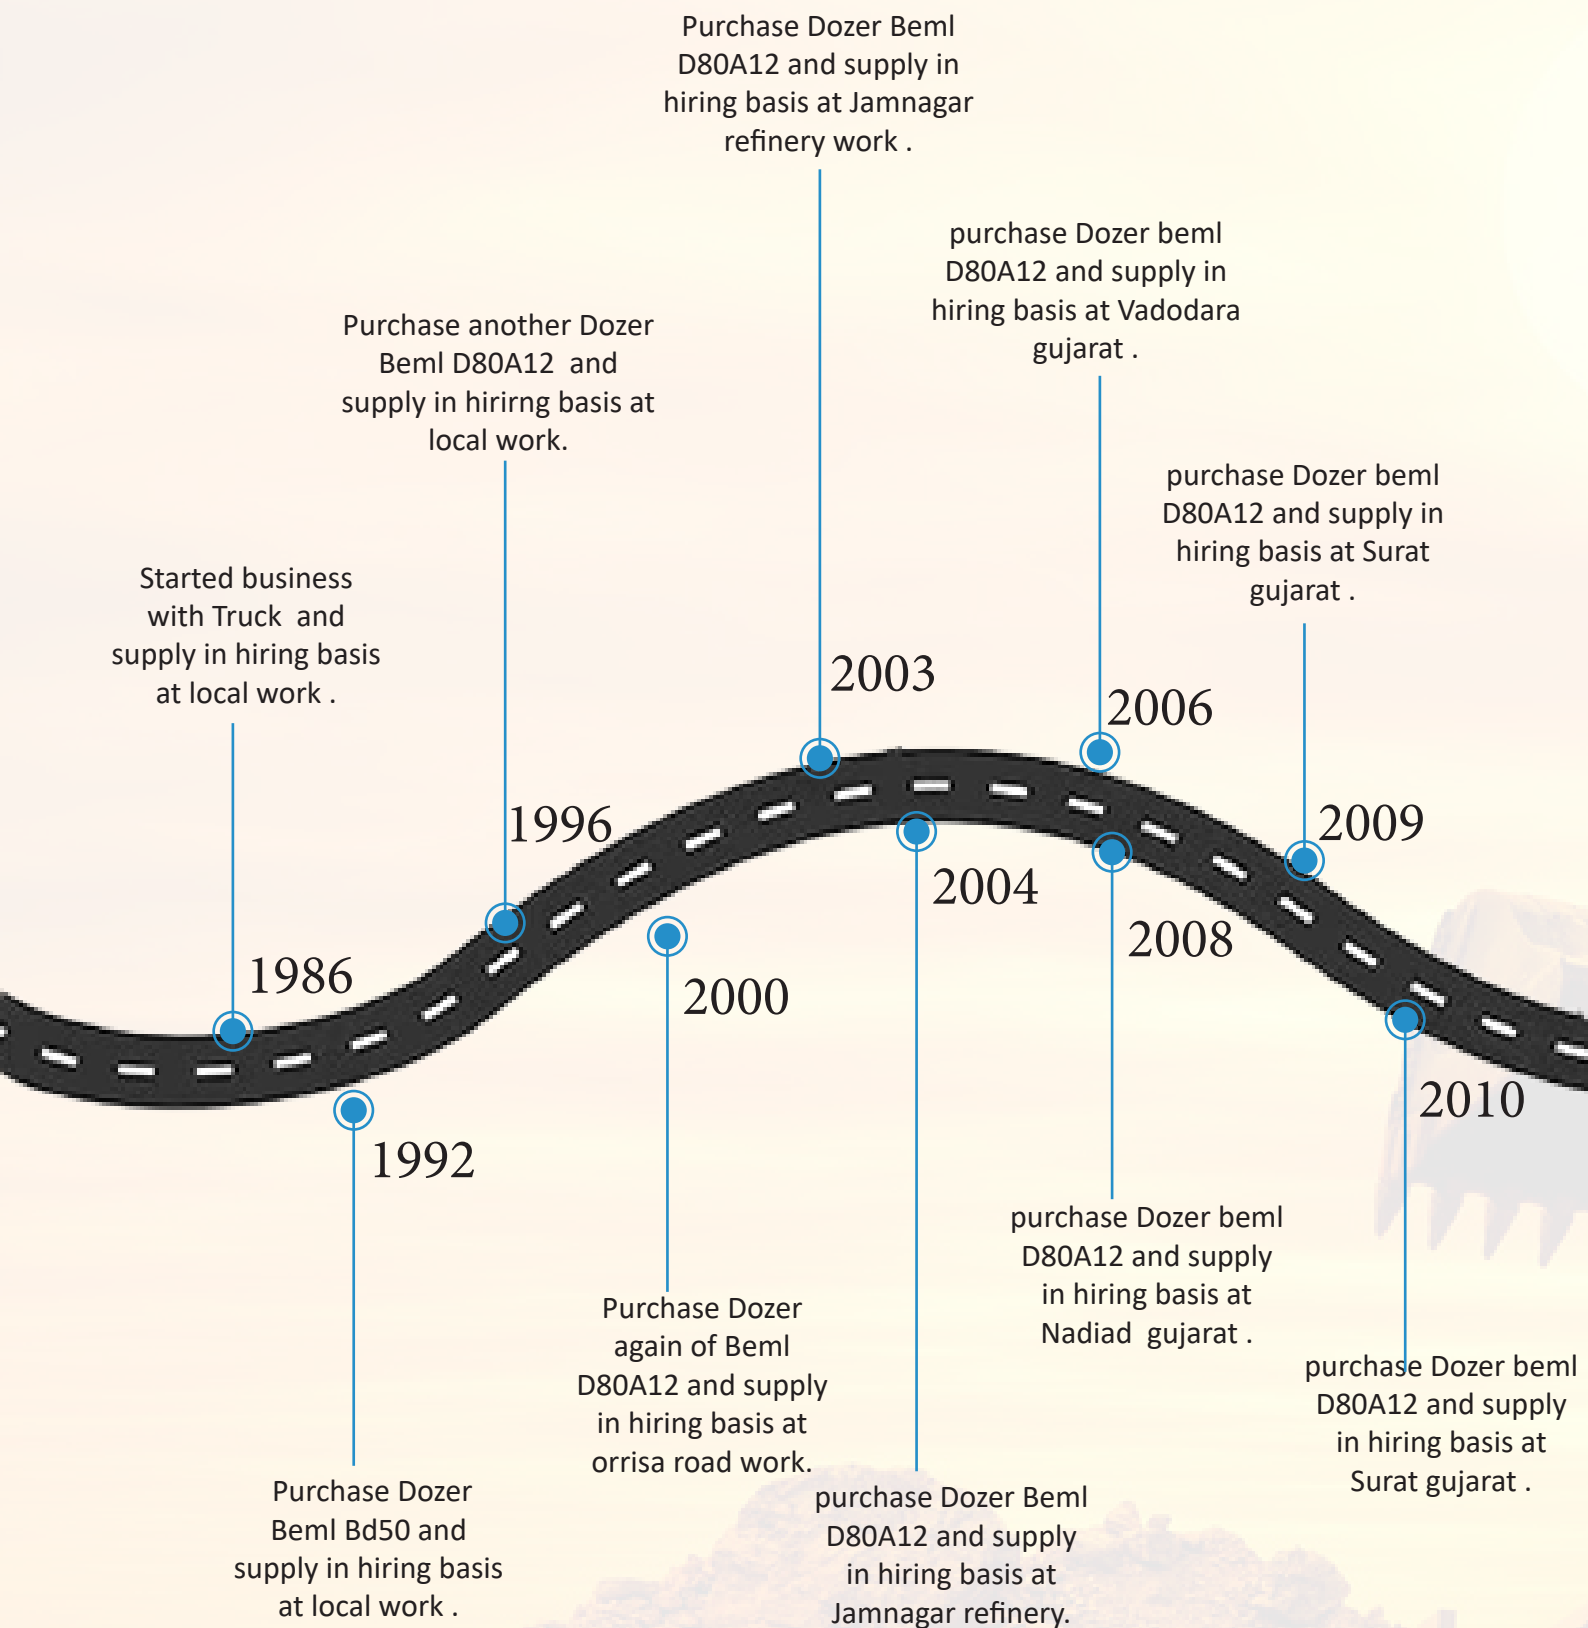 Purchase Dozer Beml
D80A12 and supply in
hiring basis at Jamnagar
refinery work .
purchase Dozer beml
D80A12 and supply in
hiring basis at Vadodara
gujarat .
Purchase another Dozer
Beml D80A12  and
supply in hirirng basis at
local work.
purchase Dozer beml
D80A12 and supply in
hiring basis at Surat
gujarat .
Started business
with Truck  and
supply in hiring basis
at local work .
2003
2006
1996
2009
2004
2008
1986
2000
2010
1992
purchase Dozer beml
D80A12 and supply
in hiring basis at
Nadiad  gujarat .
Purchase Dozer
again of Beml
D80A12 and supply
in hiring basis at
orrisa road work.
purchase Dozer beml
D80A12 and supply
in hiring basis at
Surat gujarat .
Purchase Dozer
Beml Bd50 and
supply in hiring basis
at local work .
purchase Dozer Beml
D80A12 and supply
in hiring basis at
Jamnagar refinery.